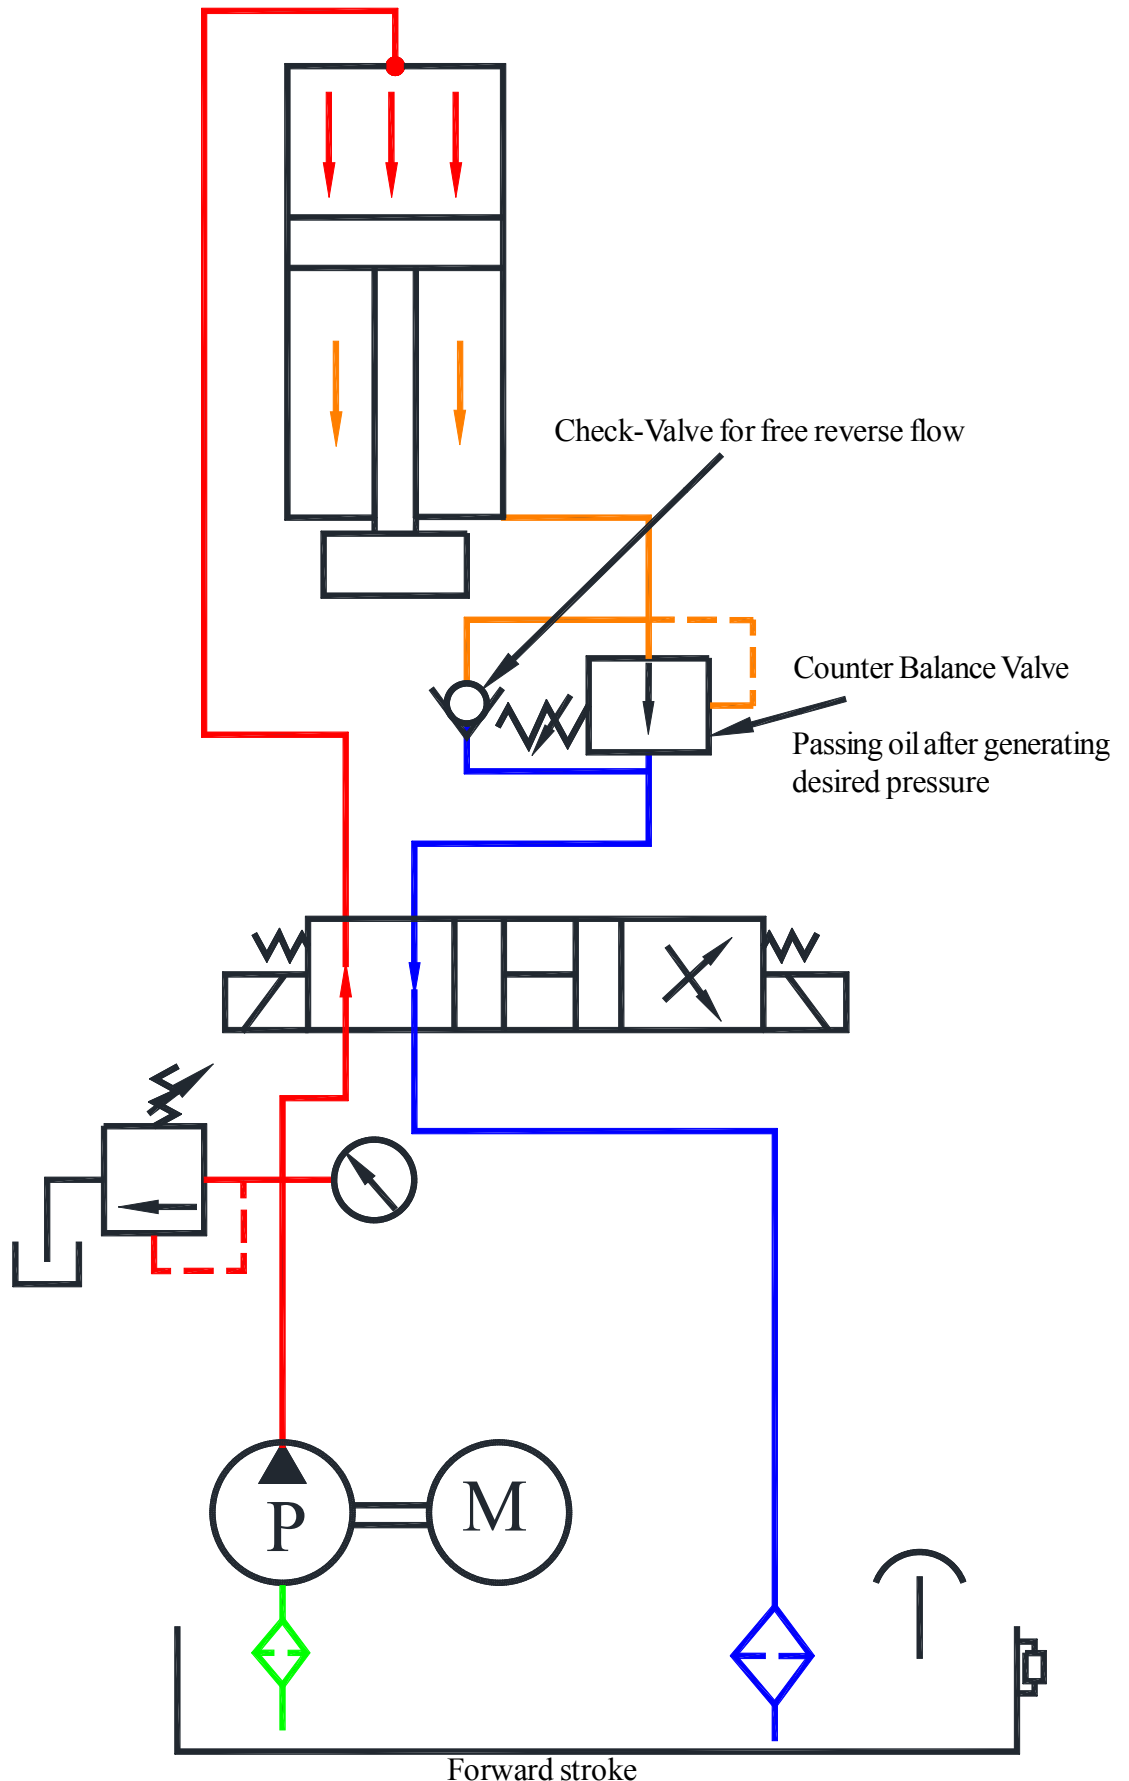 Check-Valve for free reverse flow
Counter Balance Valve
Passing oil after generating
desired pressure
P
M
Forward stroke